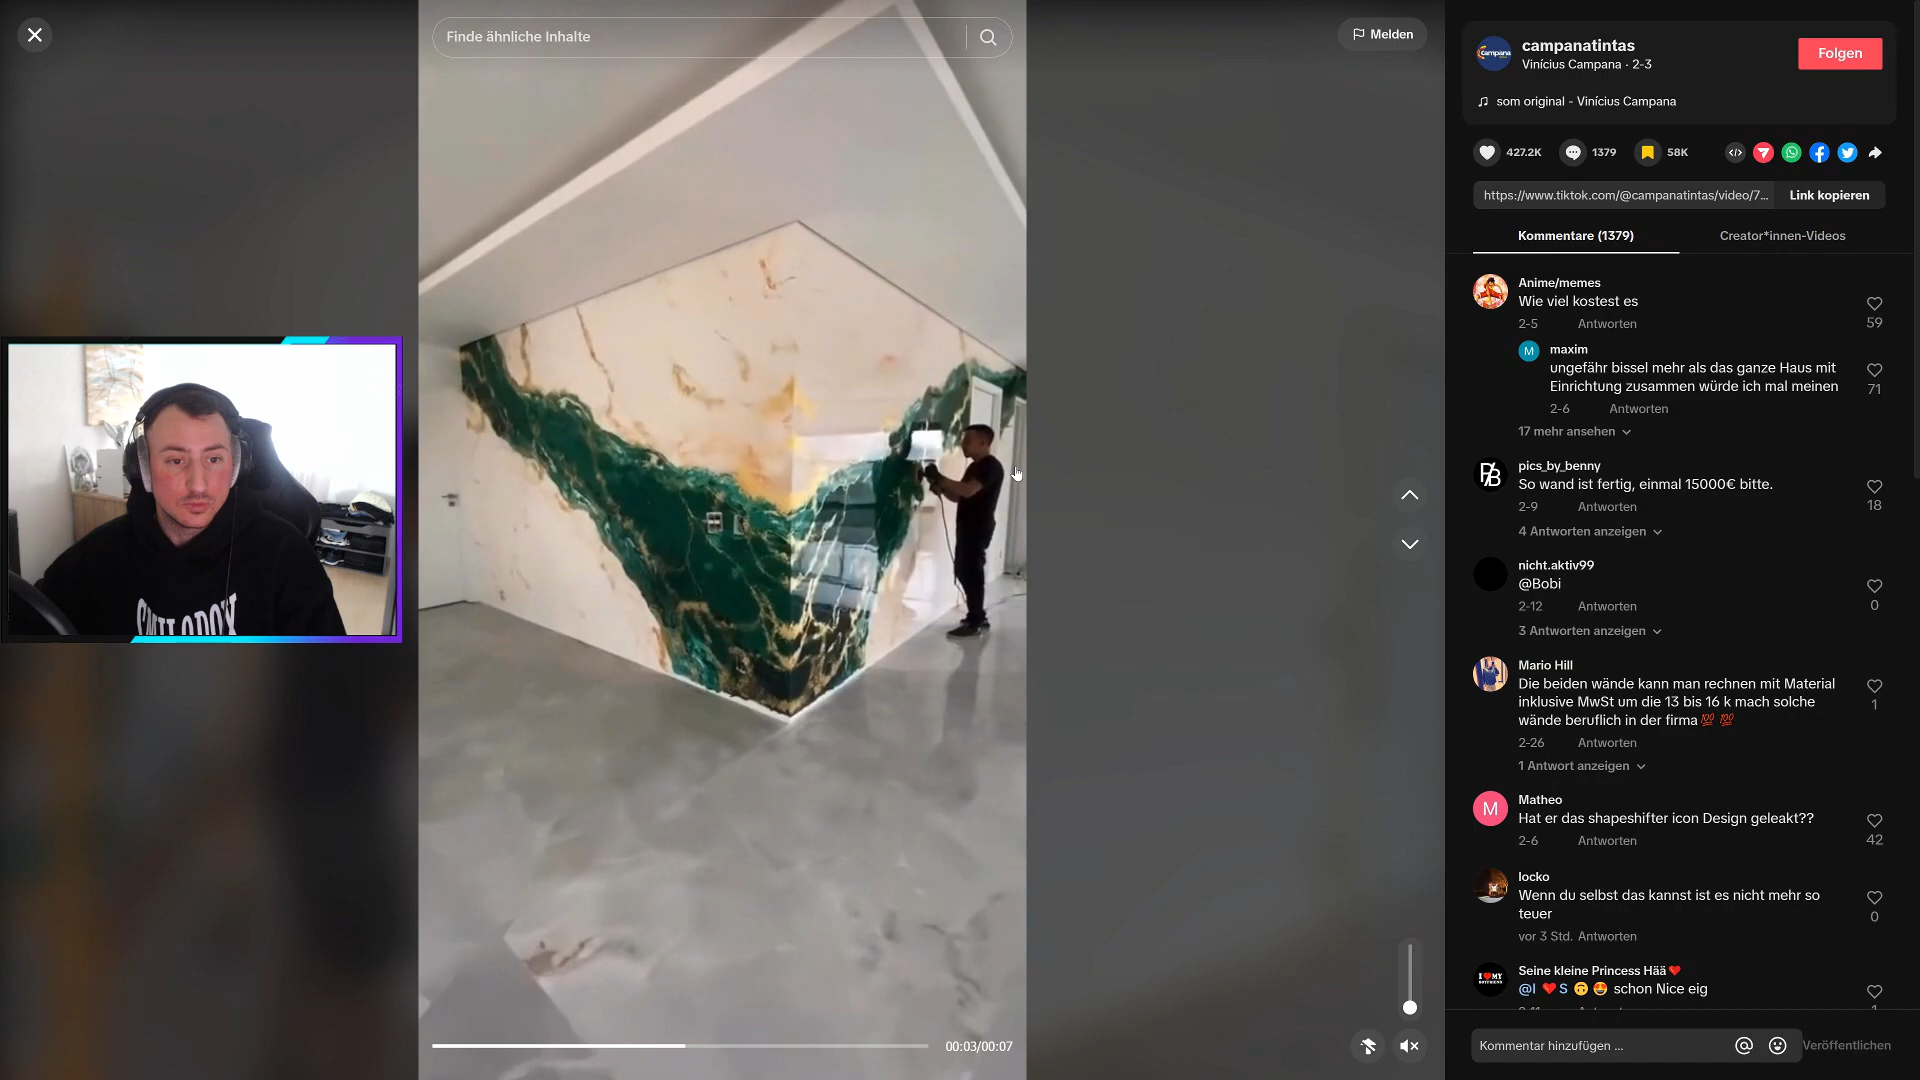 Finde ähnliche Inhalte
Melden
campanatintas
Vinícius Campana · 2-3
Folgen
som original - Vinícius Campana
427.2K
1379
58K
https://www.tiktok.com/@campanatintas/video/7...
Link kopieren
Kommentare (1379)
Creator*innen-Videos
Anime/memes
Wie viel kostest es
2-5 Antworten
59
maxim
ungefähr bissel mehr als das ganze Haus mit
Einrichtung zusammen würde ich mal meinen
71
2-6 Antworten
17 mehr ansehen
pics_by_benny
So wand ist fertig, einmal 15000€ bitte.
2-9 Antworten
18
4 Antworten anzeigen
nicht.aktiv99
@Bobi
2-12 Antworten
0
3 Antworten anzeigen
Mario Hill
Die beiden wände kann man rechnen mit Material
inklusive MwSt um die 13 bis 16 k mach solche
wände beruflich in der firma 💯 💯
1
2-26 Antworten
1 Antwort anzeigen
Matheo
Hat er das shapeshifter icon Design geleakt??
2-6 Antworten
42
locko
Wenn du selbst das kannst ist es nicht mehr so
teuer
0
vor 3 Std. Antworten
Seine kleine Princess Hää❤️
@I ❤️ S 🙃 🤩 schon Nice eig
Kommentar hinzufügen ...
Veröffentlichen
00:03/00:07